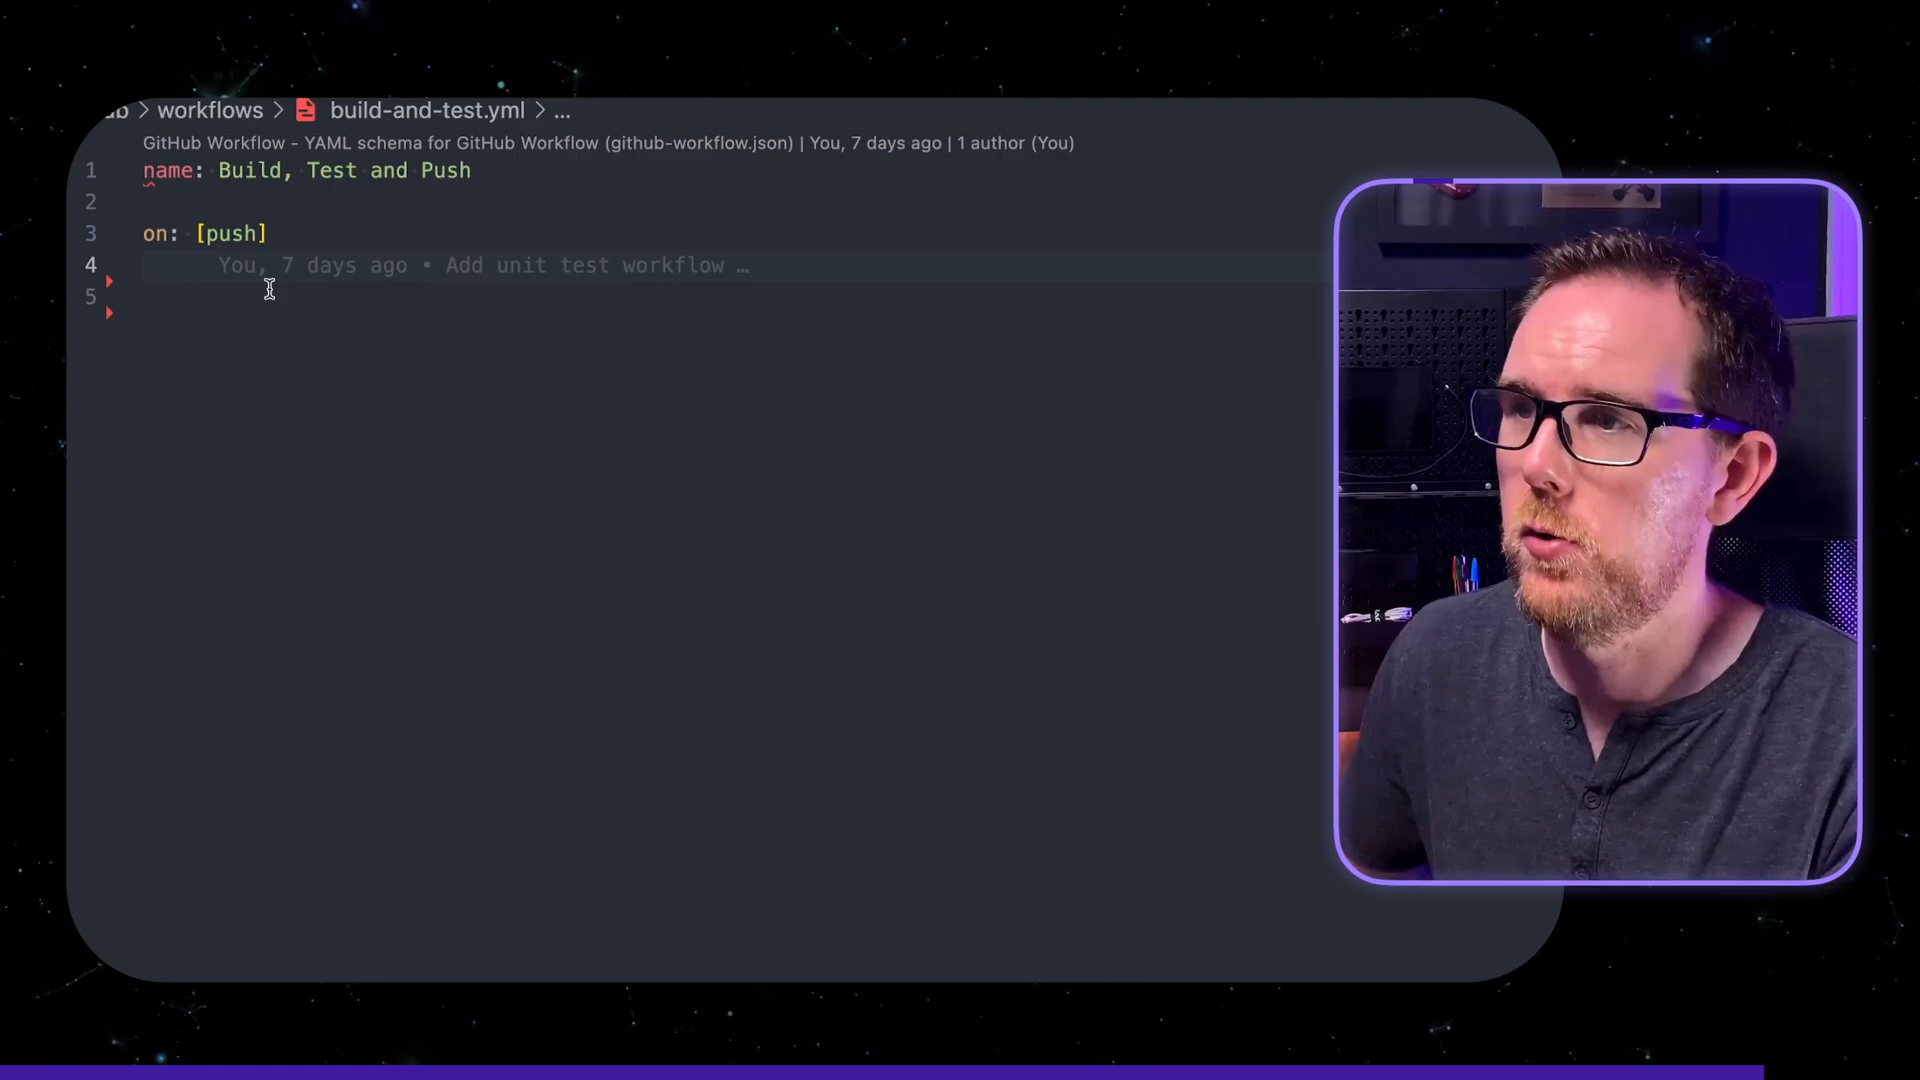 ub > workflows > build-and-test.yml > ...
GitHub Workflow - YAML schema for GitHub Workflow (github-workflow.json) | You, 7 days ago | 1 author (You)
1 name: Build, Test and Push
2
3 on: [push]
4 You, 7 days ago • Add unit test workflow …
5